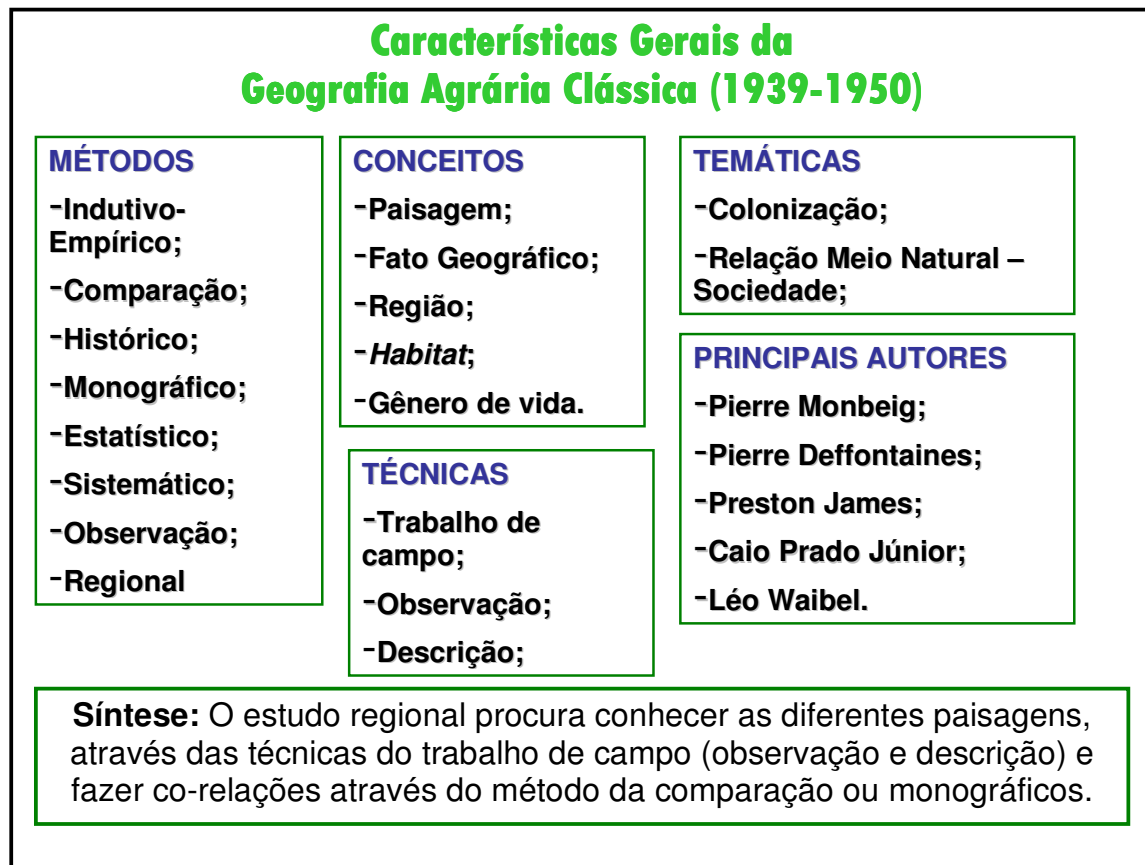 Características Gerais da
Geografia Agrária Clássica (1939-1950)
MÉTODOS
-Indutivo-
Empírico;
-Comparação;
-Histórico;
-Monográfico;
-Estatístico;
-Sistemático;
-Observação;
-Regional
CONCEITOS
-Paisagem;
-Fato Geográfico;
-Região;
-Habitat;
-Gênero de vida.
TÉCNICAS
-Trabalho de
campo;
-Observação;
-Descrição;
TEMÁTICAS
-Colonização;
-Relação Meio Natural –
Sociedade;
PRINCIPAIS AUTORES
-Pierre Monbeig;
-Pierre Deffontaines;
-Preston James;
-Caio Prado Júnior;
-Léo Waibel.
Síntese: O estudo regional procura conhecer as diferentes paisagens,
através das técnicas do trabalho de campo (observação e descrição) e
fazer co-relações através do método da comparação ou monográficos.